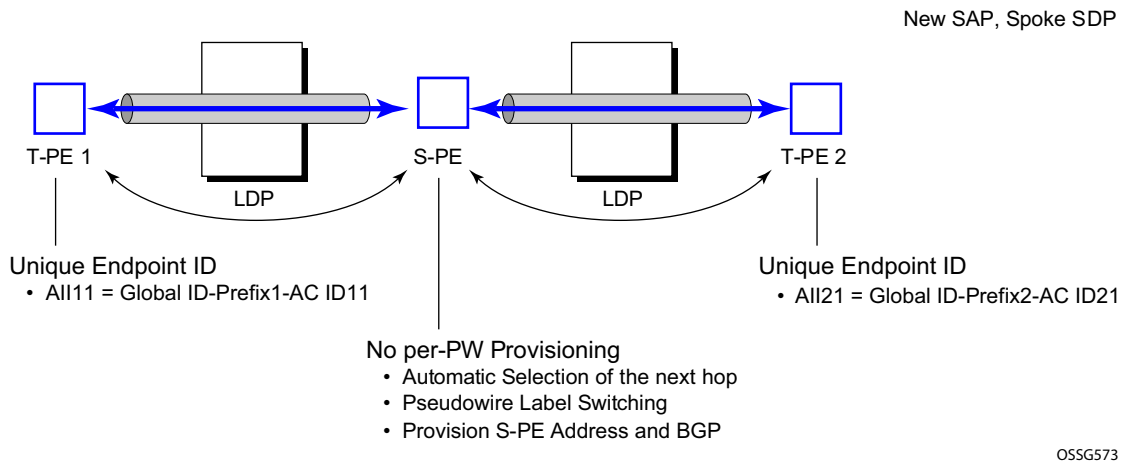 New SAP, Spoke SDP
T-PE 1
S-PE
T-PE 2
LDP
LDP
Unique Endpoint ID
• AII11 = Global ID-Prefix1-AC ID11
Unique Endpoint ID
• AII21 = Global ID-Prefix2-AC ID21
No per-PW Provisioning
• Automatic Selection of the next hop
• Pseudowire Label Switching
• Provision S-PE Address and BGP
OSSG573